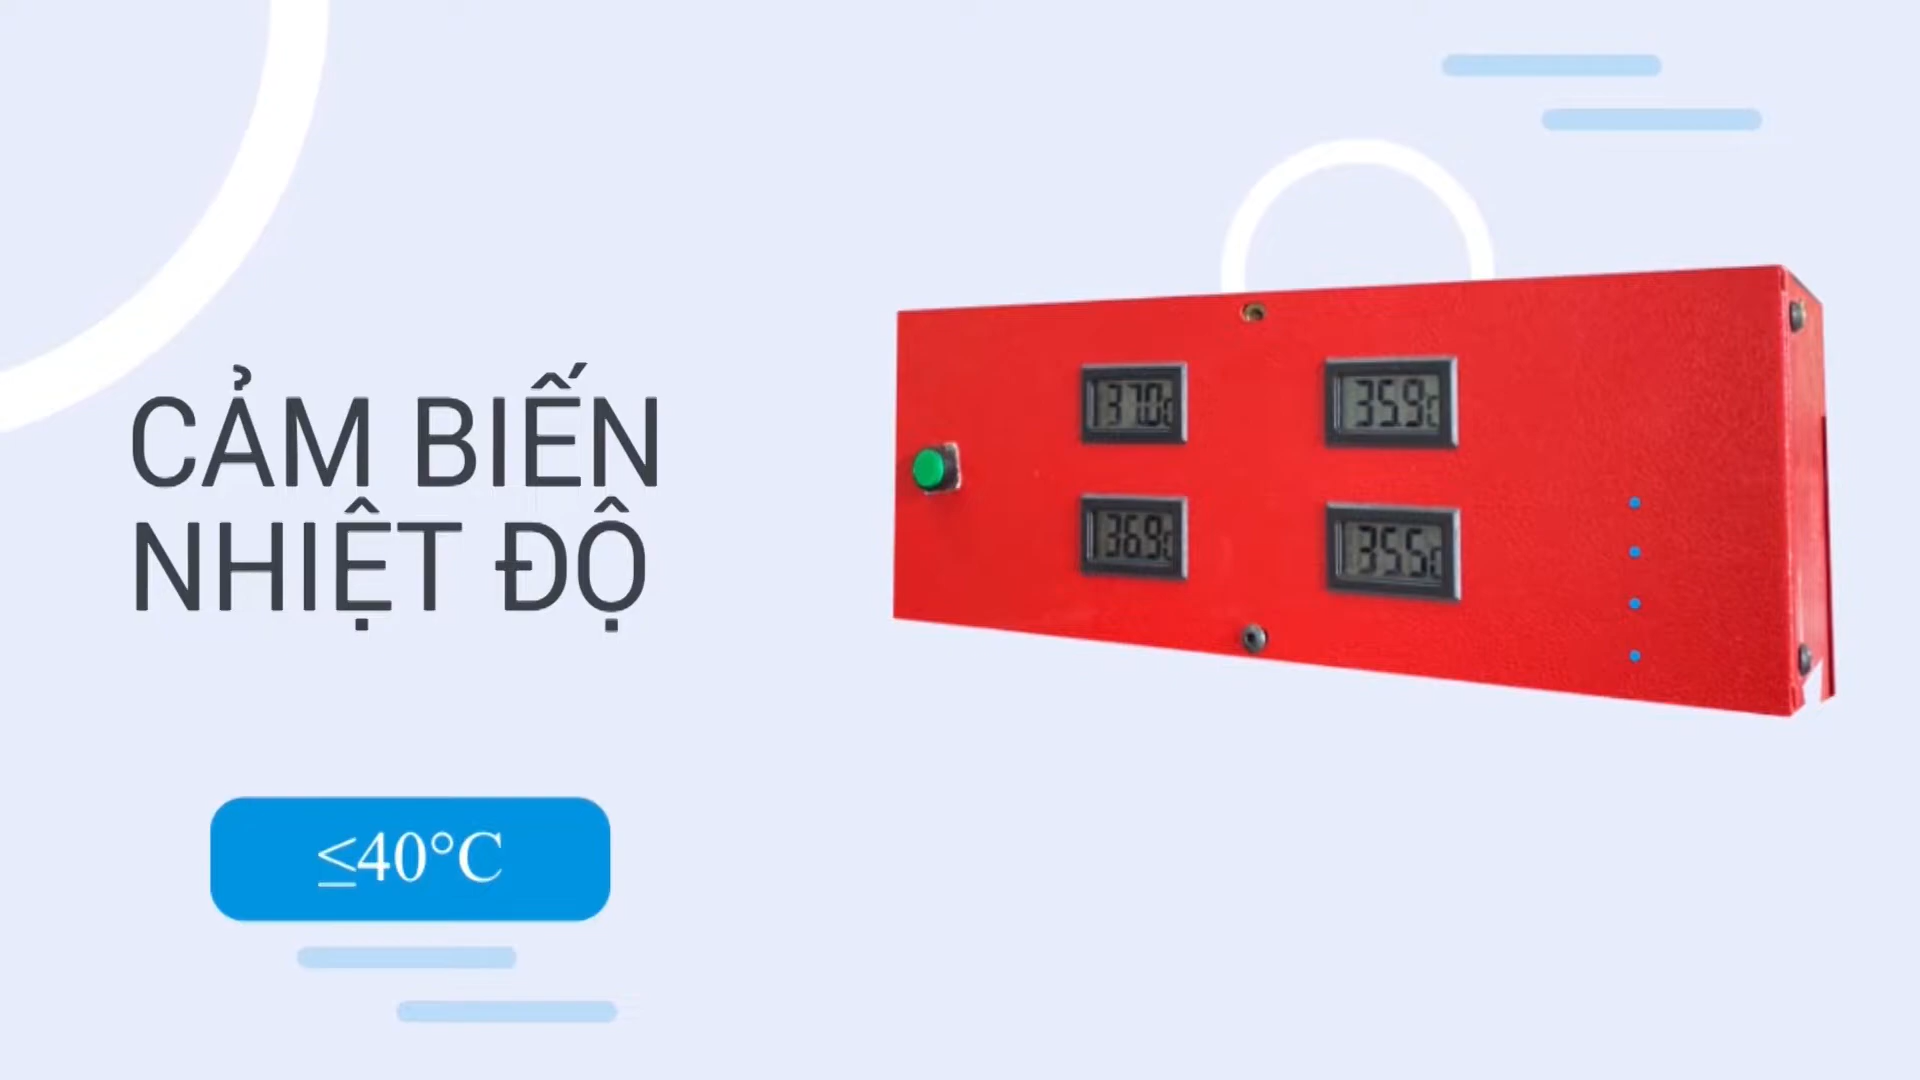 CẢM BIẾN
NHIỆT ĐỘ
≤40°C
37.0°C
35.9°C
36.9°C
35.5°C